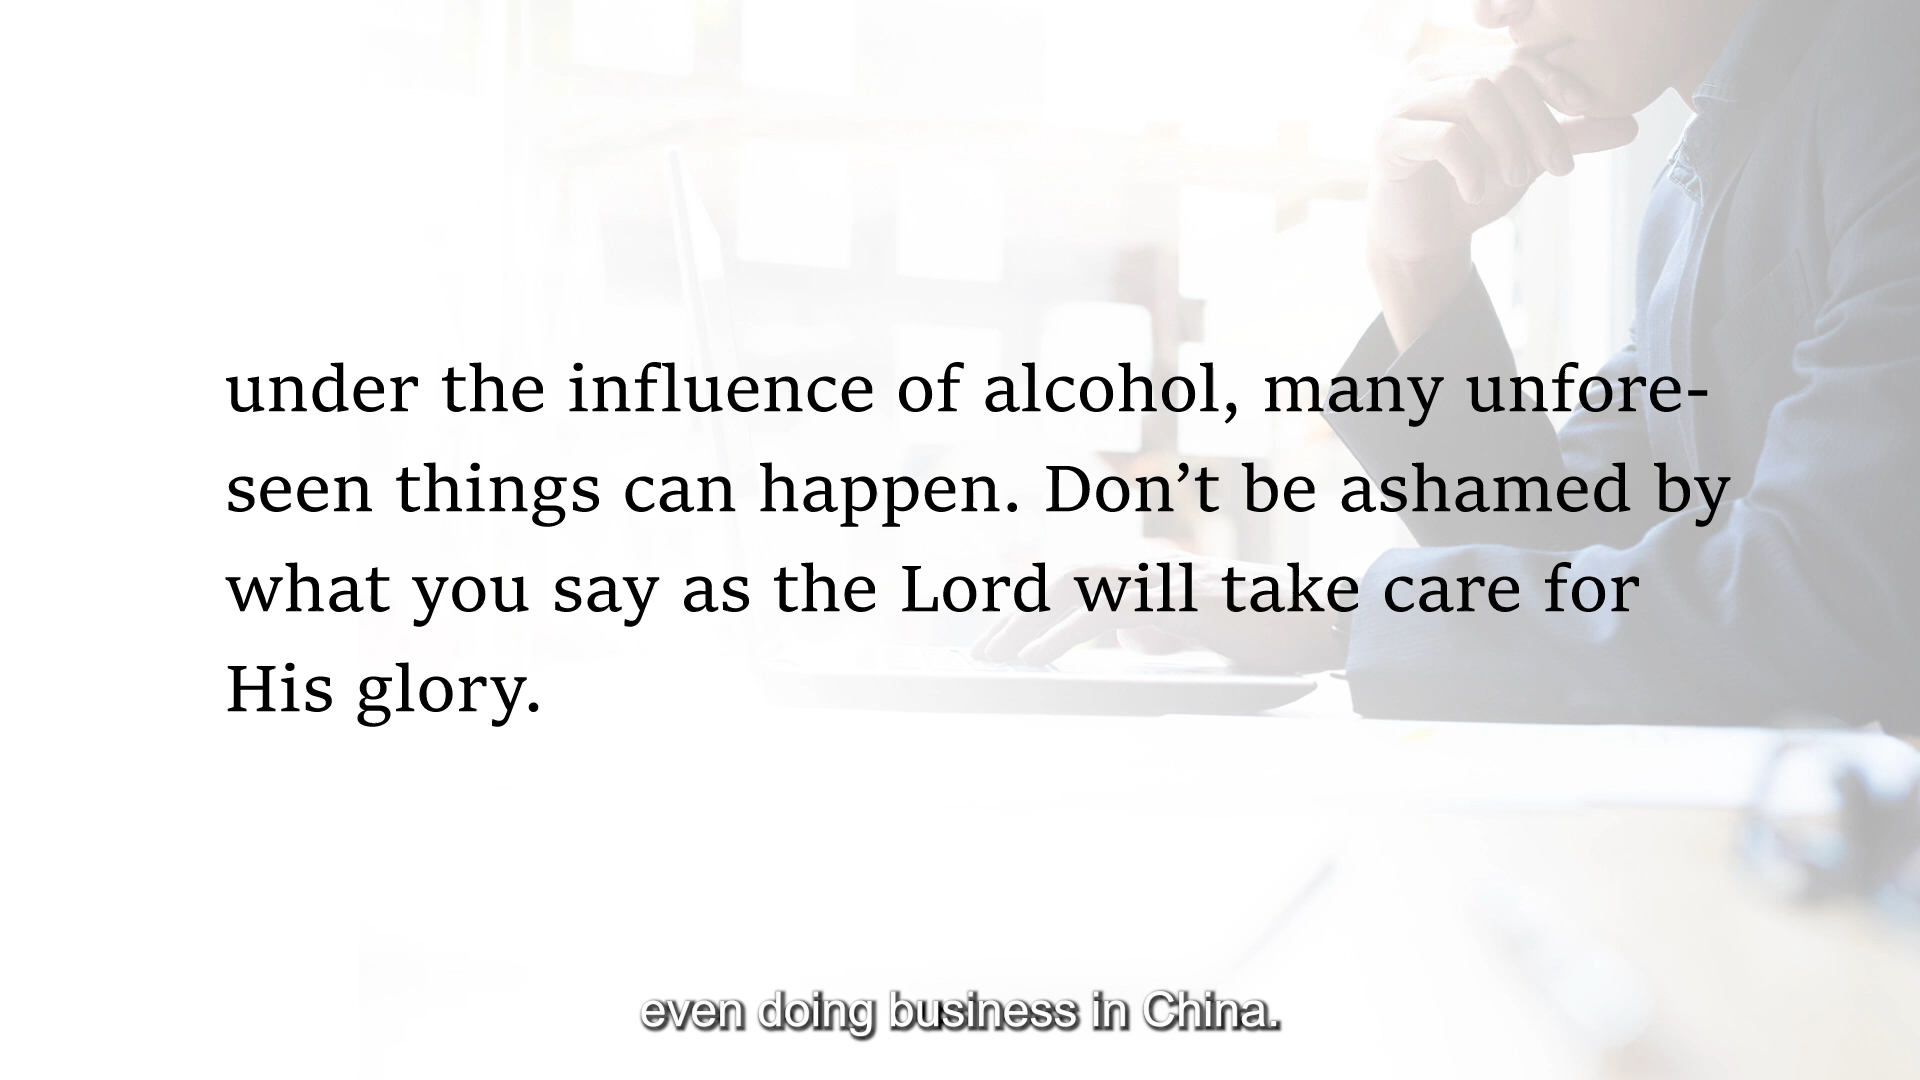 under the influence of alcohol, many unfore-
seen things can happen. Don’t be ashamed by
what you say as the Lord will take care for
His glory.
even doing business in China.